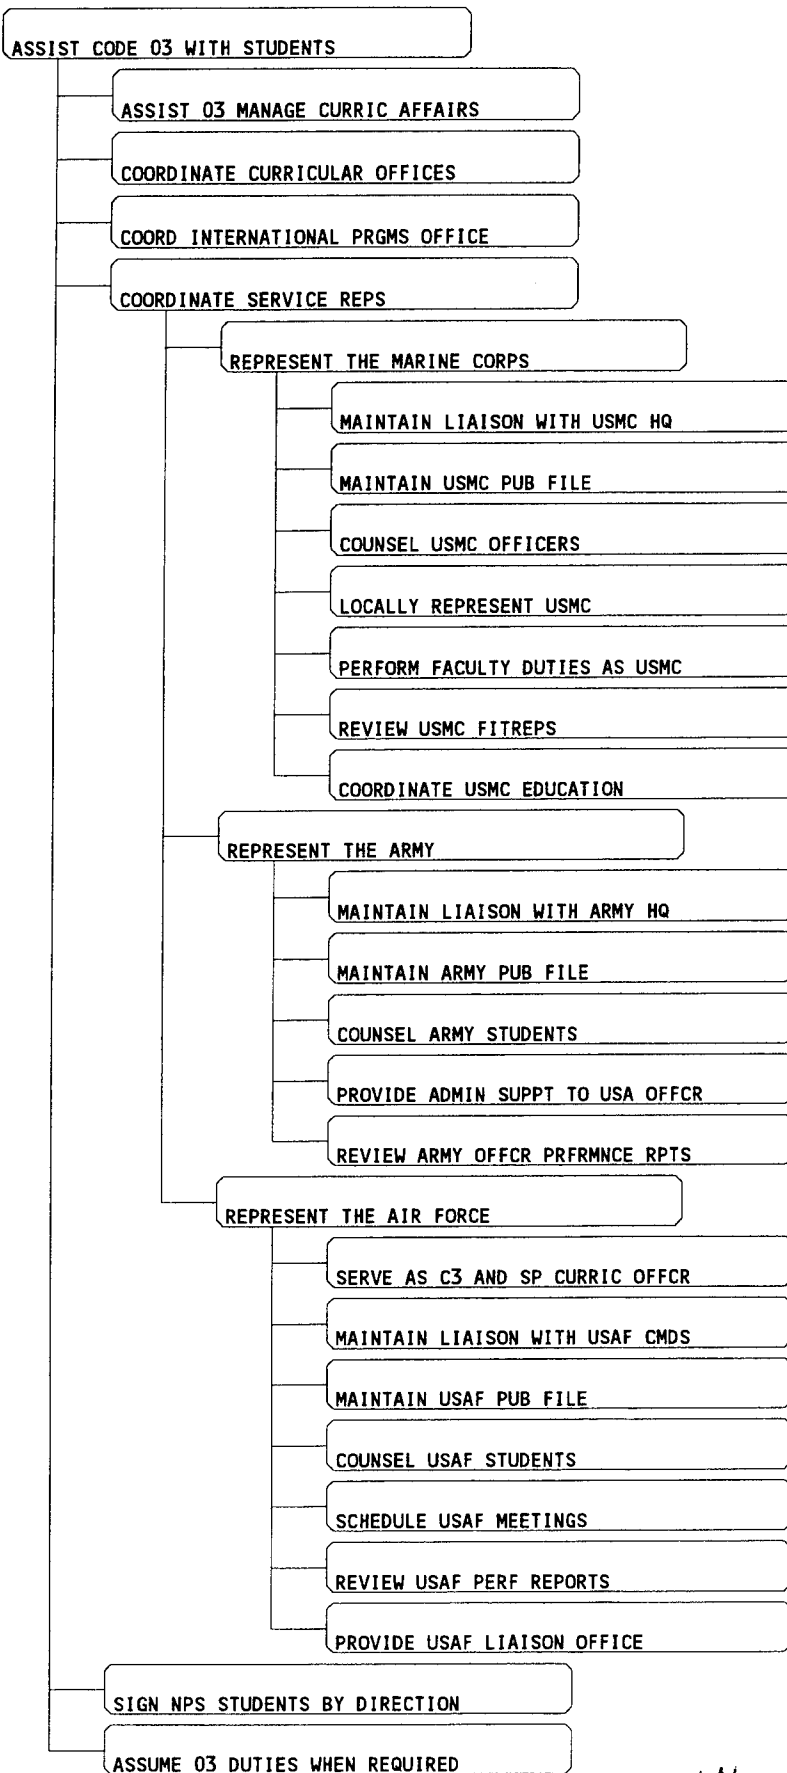 ASSIST CODE 03 WITH STUDENTS
ASSIST 03 MANAGE CURRIC AFFAIRS
COORDINATE CURRICULAR OFFICES
COORD INTERNATIONAL PRGMS OFFICE
COORDINATE SERVICE REPS
REPRESENT THE MARINE CORPS
MAINTAIN LIAISON WITH USMC HQ
MAINTAIN USMC PUB FILE
COUNSEL USMC OFFICERS
LOCALLY REPRESENT USMC
PERFORM FACULTY DUTIES AS USMC
REVIEW USMC FITREPS
COORDINATE USMC EDUCATION
REPRESENT THE ARMY
MAINTAIN LIAISON WITH ARMY HQ
MAINTAIN ARMY PUB FILE
COUNSEL ARMY STUDENTS
PROVIDE ADMIN SUPPT TO USA OFFCR
REVIEW ARMY OFFCR PRFRMNCE RPTS
REPRESENT THE AIR FORCE
SERVE AS C3 AND SP CURRIC OFFCR
MAINTAIN LIAISON WITH USAF CMDS
MAINTAIN USAF PUB FILE
COUNSEL USAF STUDENTS
SCHEDULE USAF MEETINGS
REVIEW USAF PERF REPORTS
PROVIDE USAF LIAISON OFFICE
SIGN NPS STUDENTS BY DIRECTION
ASSUME 03 DUTIES WHEN REQUIRED